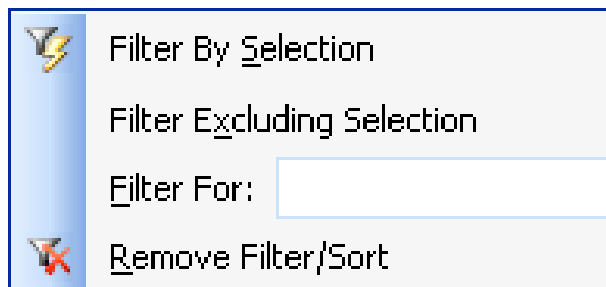 Filter By Selection
Filter Excluding Selection
Filter For:
Remove Filter/Sort